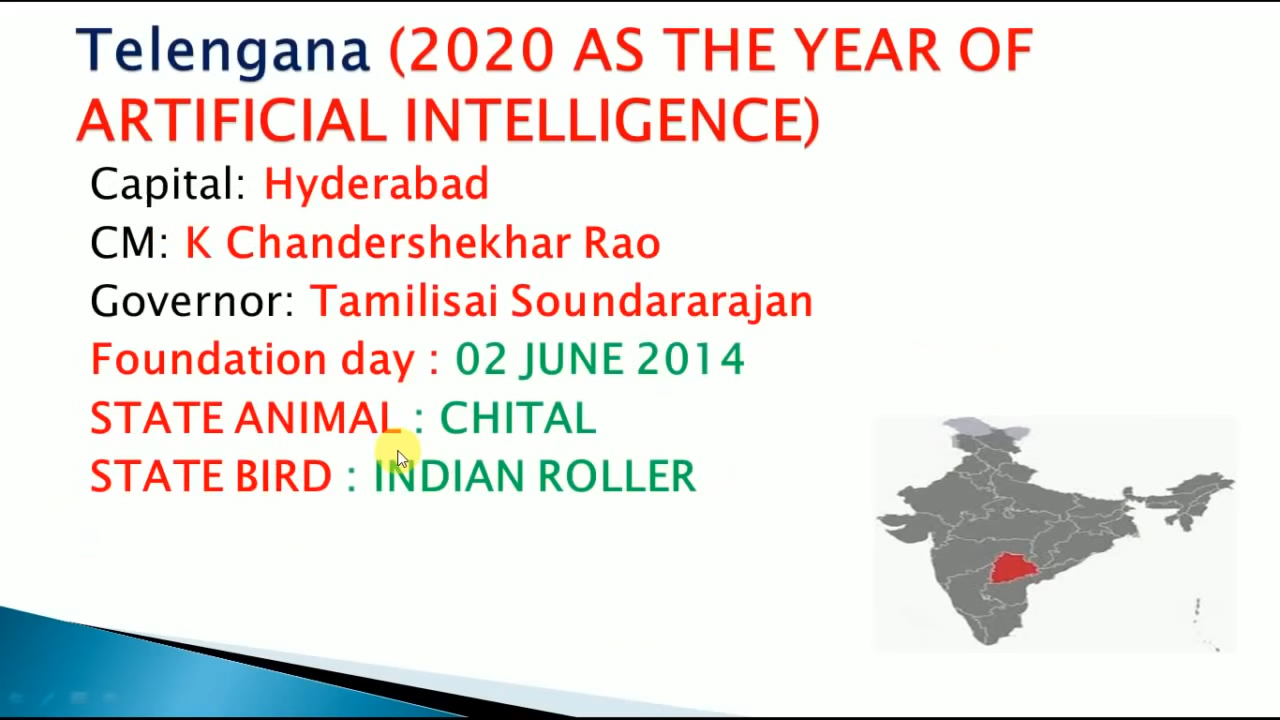 Telengana (2020 AS THE YEAR OF
ARTIFICIAL INTELLIGENCE)
Capital: Hyderabad
CM: K Chandershekhar Rao
Governor: Tamilisai Soundararajan
Foundation day : 02 JUNE 2014
STATE ANIMAL : CHITAL
STATE BIRD : INDIAN ROLLER